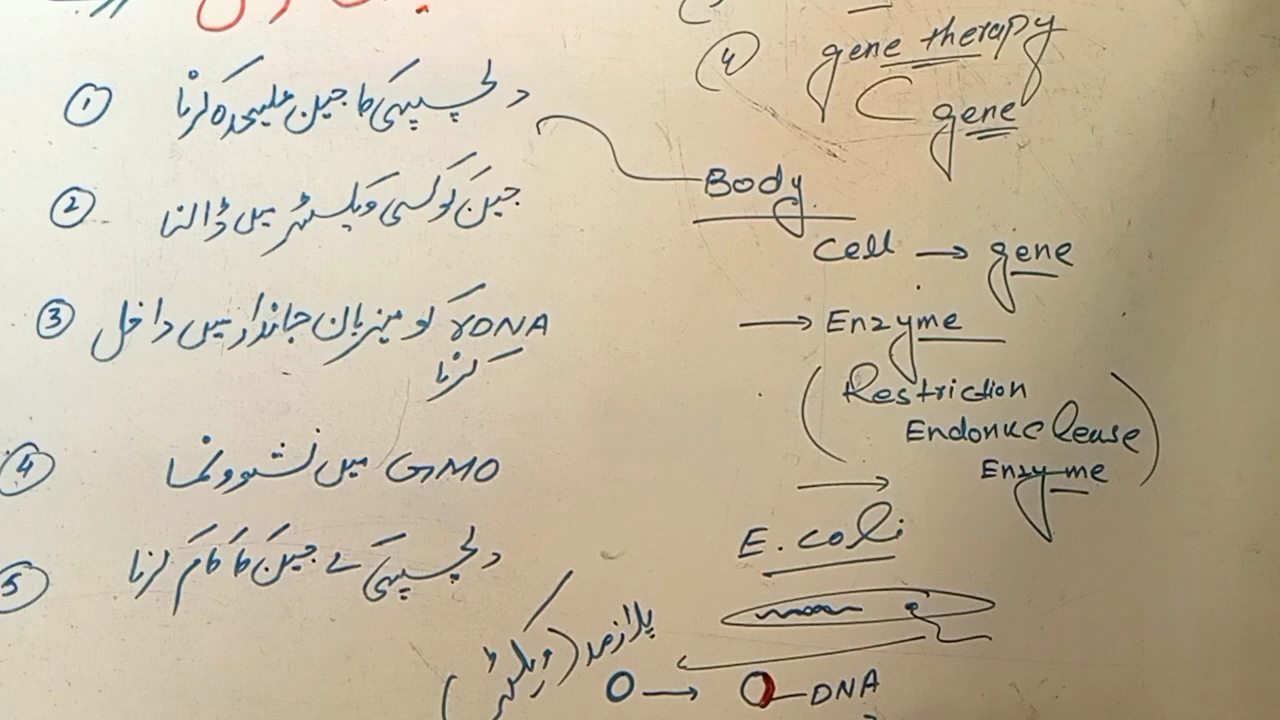 ① دلچسپی کا جین علیحدہ کرنا
② جین کو کسی ویکٹر میں ڈالنا
③ rDNA کو میزبان جاندار میں داخل
کرنا
④ GMO میں نشوونما
⑤ دلچسپی کے جین کا کام کرنا
gene therapy
gene
Body
Cell → gene
→ Enzyme
(Restriction
Endonuclease
Enzyme)
→
E. coli
پلازمد (ویکٹر)
O → O DNA